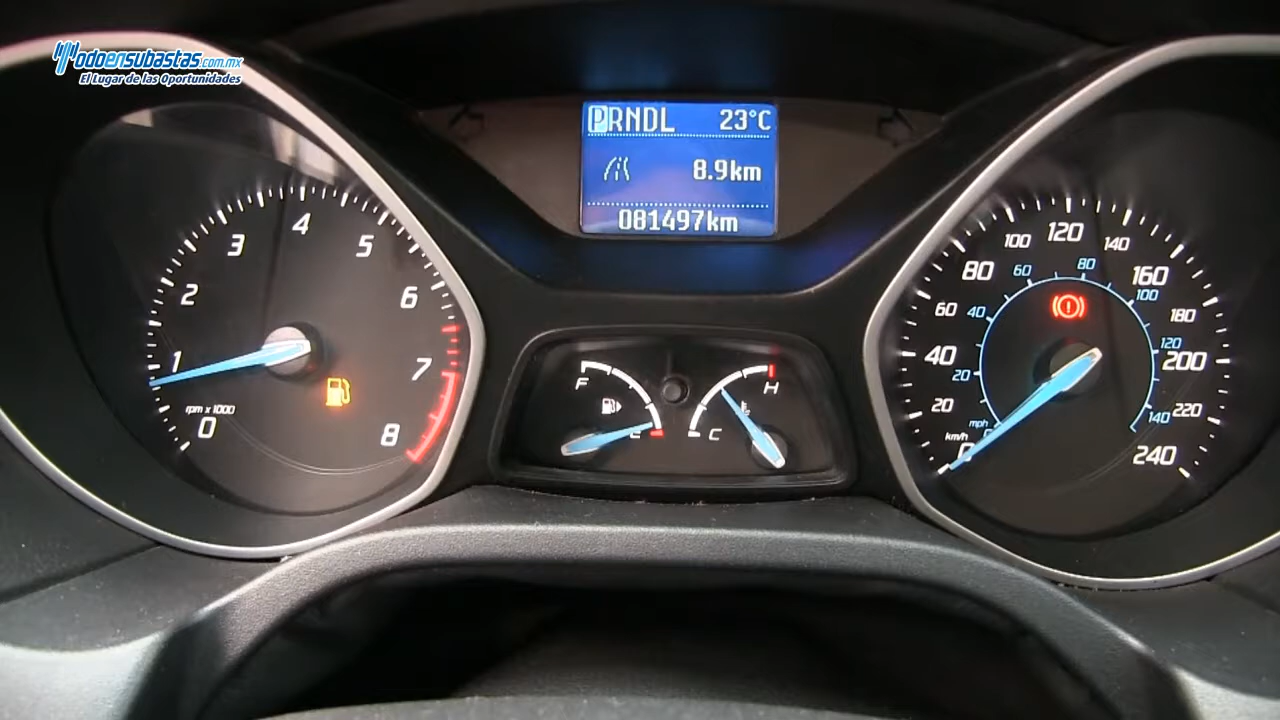 todoensubastas.com.mx
El Lugar de las Oportunidades
PRNDL 23°C
8.9km
081497km
0
1
2
3
4
5
6
7
8
rpm x 1000
F
E
C
H
km/h
0
20
40
60
80
100
120
140
160
180
200
220
240
mph
0
20
40
60
80
100
120
140